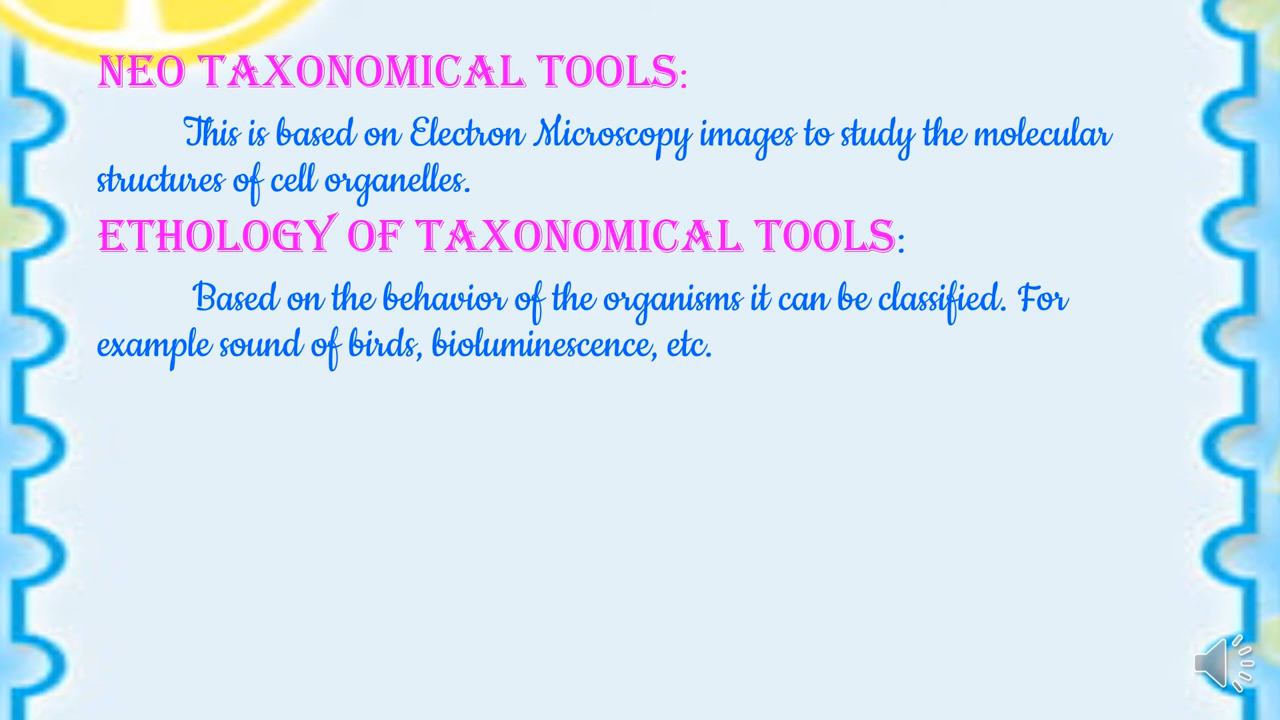 NEO TAXONOMICAL TOOLS:
This is based on Electron Microscopy images to study the molecular
structures of cell organelles.
ETHOLOGY OF TAXONOMICAL TOOLS:
Based on the behavior of the organisms it can be classified. For
example sound of birds, bioluminescence, etc.